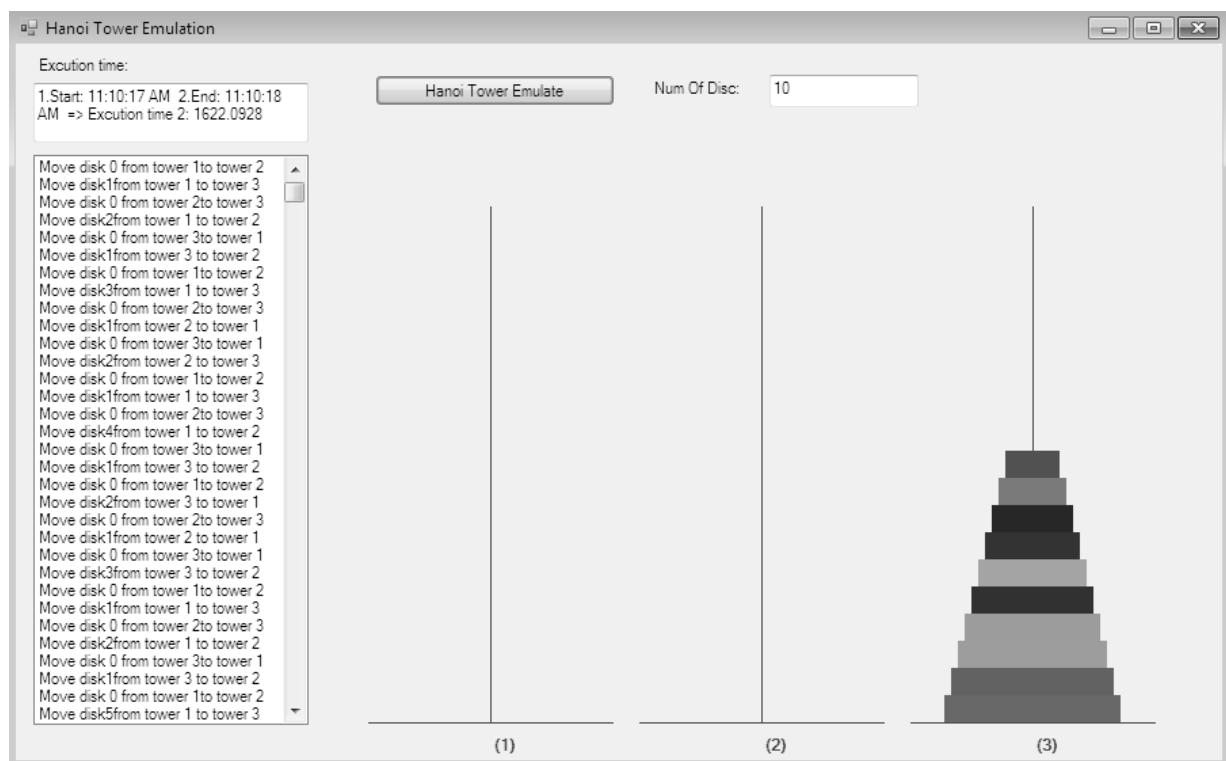 Hanoi Tower Emulation
Excution time:
1.Start: 11:10:17 AM  2.End: 11:10:18
AM  => Excution time 2: 1622.0928
Hanoi Tower Emulate
Num Of Disc:
10
Move disk 0 from tower 1to tower 2
Move disk1from tower 1 to tower 3
Move disk 0 from tower 2to tower 3
Move disk2from tower 1 to tower 2
Move disk 0 from tower 3to tower 1
Move disk1from tower 3 to tower 2
Move disk 0 from tower 1to tower 2
Move disk3from tower 1 to tower 3
Move disk 0 from tower 2to tower 3
Move disk1from tower 2 to tower 1
Move disk 0 from tower 3to tower 1
Move disk2from tower 2 to tower 3
Move disk 0 from tower 1to tower 2
Move disk1from tower 1 to tower 3
Move disk 0 from tower 2to tower 3
Move disk4from tower 1 to tower 2
Move disk 0 from tower 3to tower 1
Move disk1from tower 3 to tower 2
Move disk 0 from tower 1to tower 2
Move disk2from tower 3 to tower 1
Move disk 0 from tower 2to tower 3
Move disk1from tower 2 to tower 1
Move disk 0 from tower 3to tower 1
Move disk3from tower 3 to tower 2
Move disk 0 from tower 1to tower 2
Move disk1from tower 1 to tower 3
Move disk 0 from tower 2to tower 3
Move disk2from tower 1 to tower 2
Move disk 0 from tower 3to tower 1
Move disk1from tower 3 to tower 2
Move disk 0 from tower 1to tower 2
Move disk5from tower 1 to tower 3
(1)
(2)
(3)